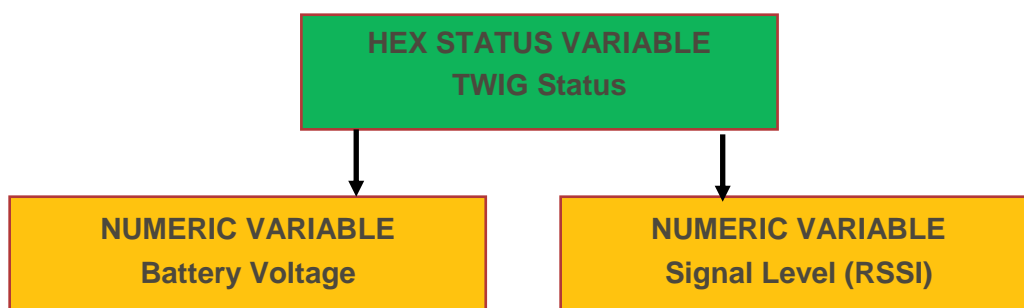 HEX STATUS VARIABLE
TWIG Status
NUMERIC VARIABLE
Battery Voltage
NUMERIC VARIABLE
Signal Level (RSSI)